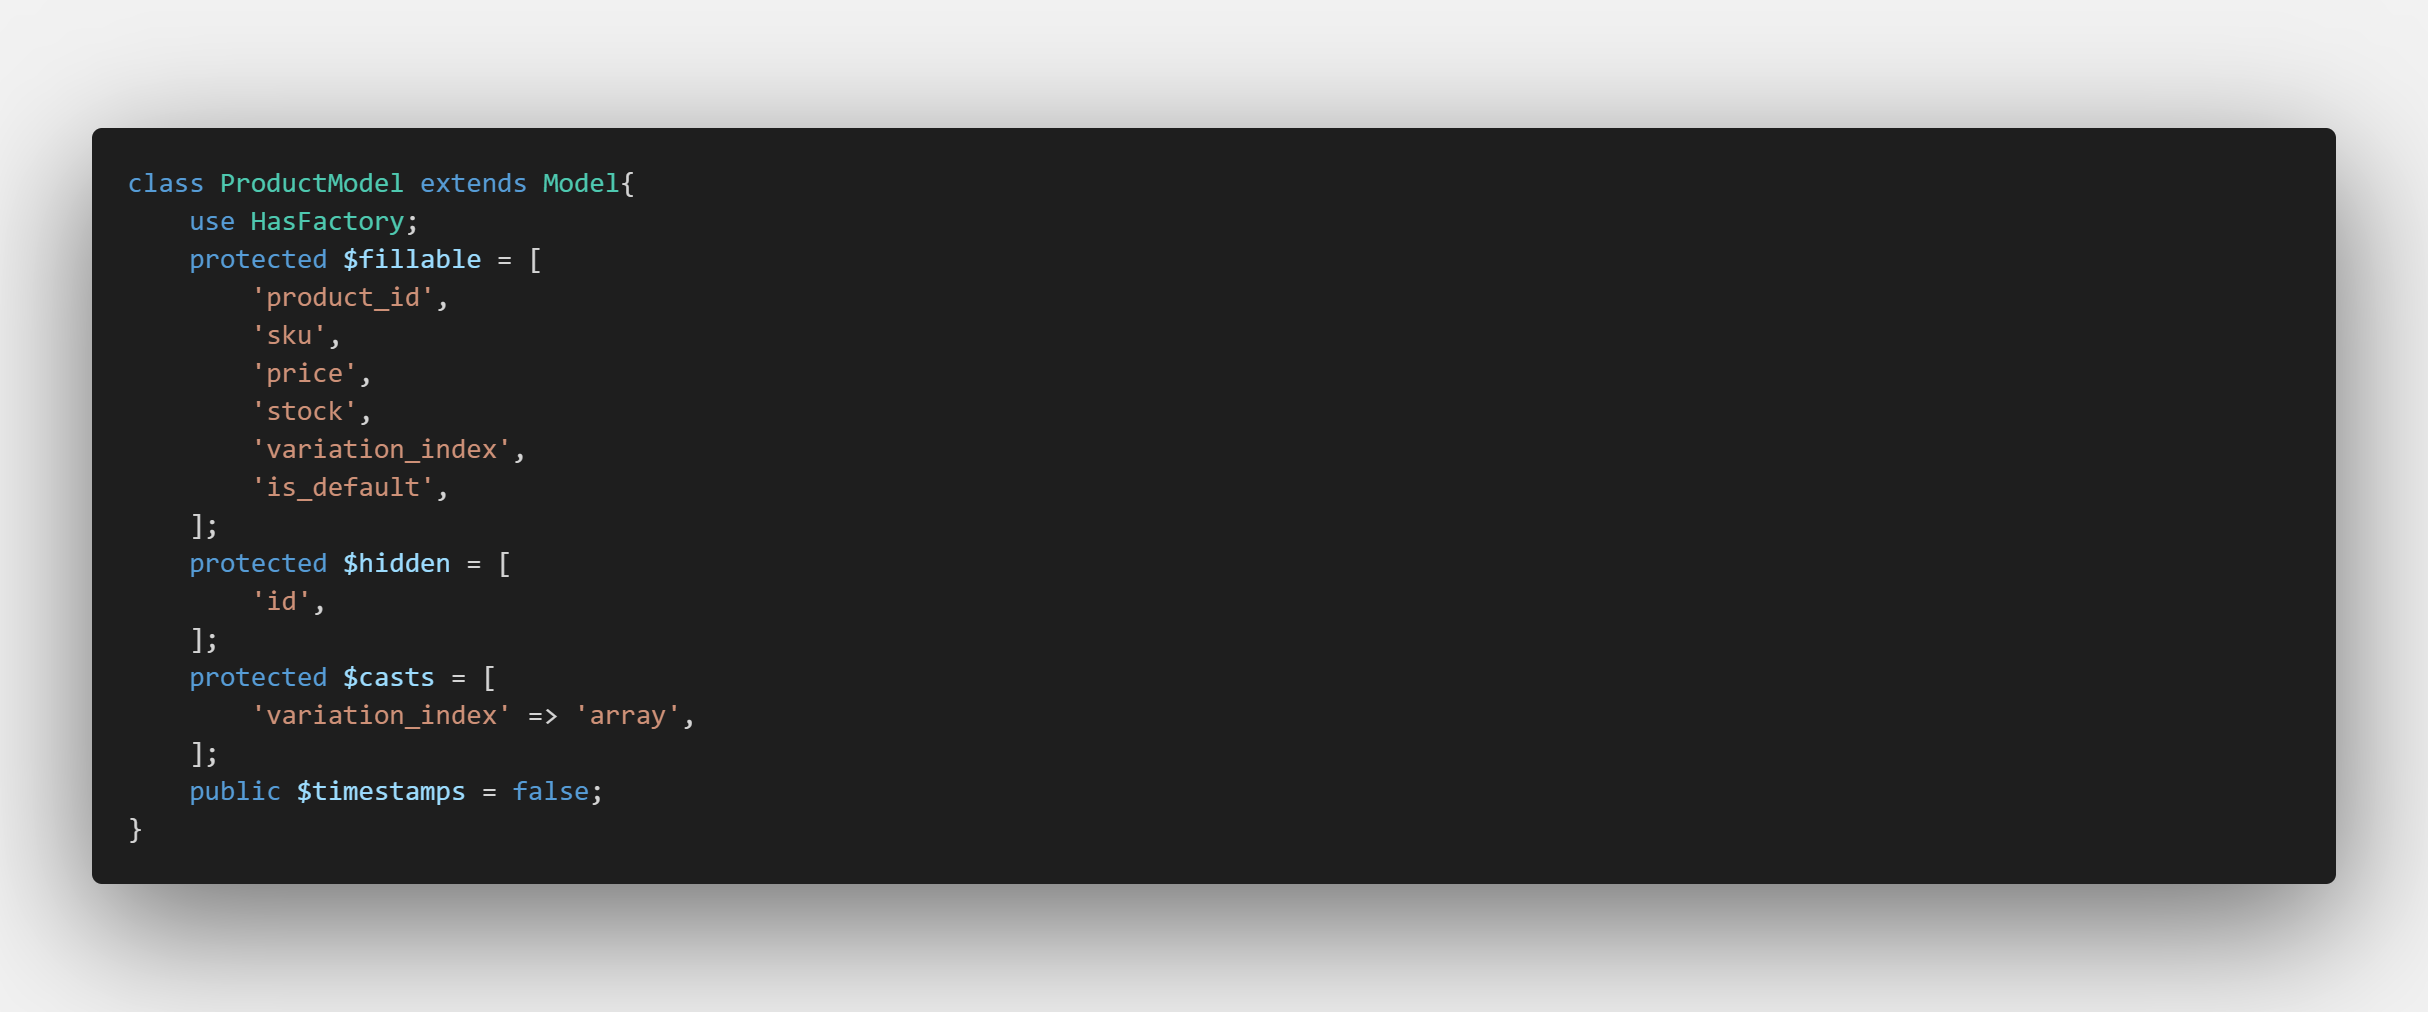 class ProductModel extends Model{
    use HasFactory;
    protected $fillable = [
        'product_id',
        'sku',
        'price',
        'stock',
        'variation_index',
        'is_default',
    ];
    protected $hidden = [
        'id',
    ];
    protected $casts = [
        'variation_index' => 'array',
    ];
    public $timestamps = false;
}